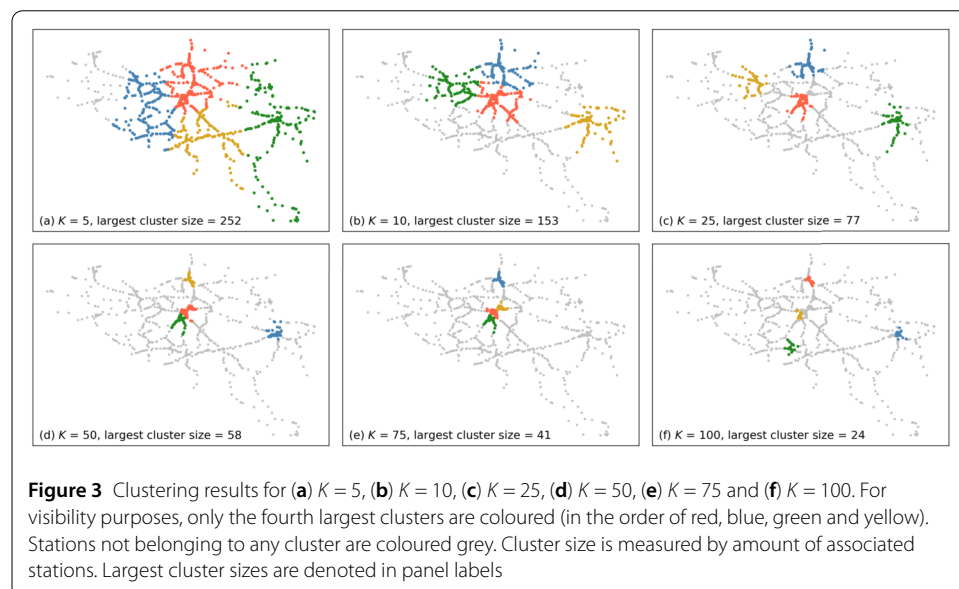 (a) K = 5, largest cluster size = 252
(b) K = 10, largest cluster size = 153
(c) K = 25, largest cluster size = 77
(d) K = 50, largest cluster size = 58
(e) K = 75, largest cluster size = 41
(f) K = 100, largest cluster size = 24
Figure 3 Clustering results for (a) K = 5, (b) K = 10, (c) K = 25, (d) K = 50, (e) K = 75 and (f) K = 100. For
visibility purposes, only the fourth largest clusters are coloured (in the order of red, blue, green and yellow).
Stations not belonging to any cluster are coloured grey. Cluster size is measured by amount of associated
stations. Largest cluster sizes are denoted in panel labels